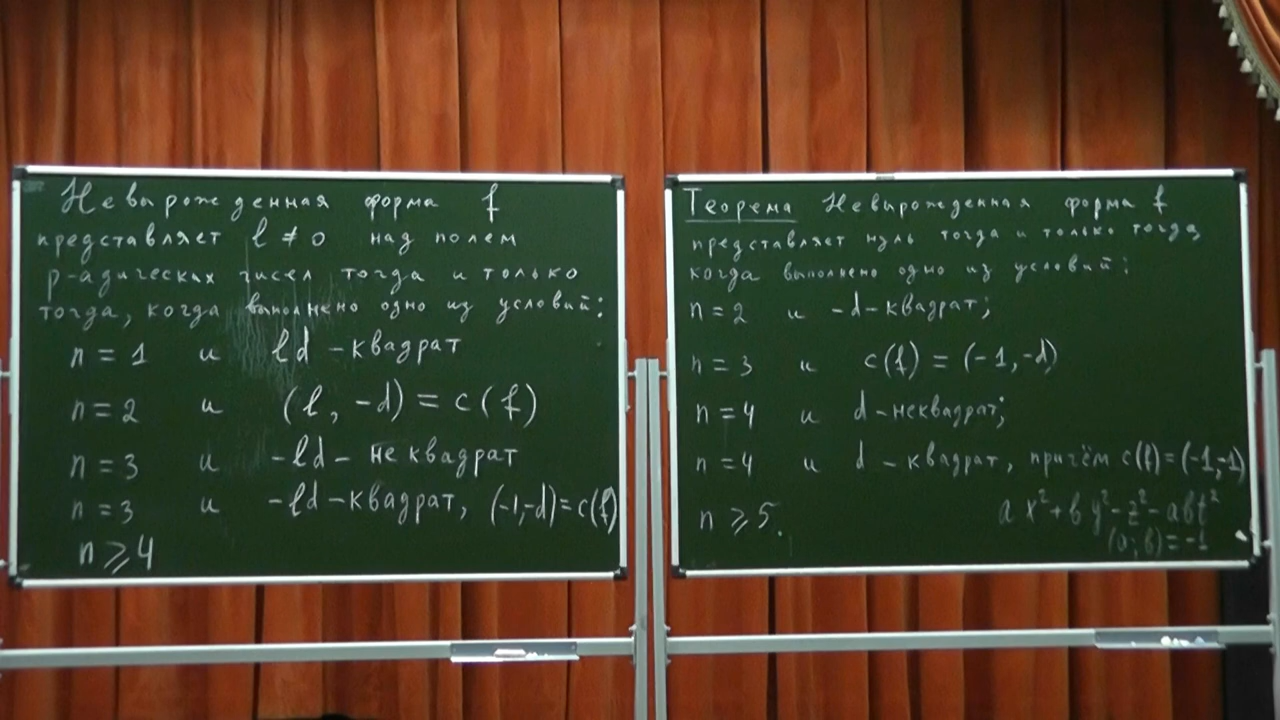 Невырожденная форма f
представляет l ≠ 0 над полем
p-адических чисел тогда и только
тогда, когда выполнено одно из условий:
n = 1 и ld - квадрат
n = 2 и (l, -d) = c(f)
n = 3 и -ld - не квадрат
n = 3 и -ld - квадрат, (-1,-d) = c(f)
n ⩾ 4
Теорема Невырожденная форма f
представляет нуль тогда и только тогда,
когда выполнено одно из условий:
n = 2 и -d - квадрат;
n = 3 и c(f) = (-1, -d)
n = 4 и d - неквадрат;
n = 4 и d - квадрат, причём c(f) = (-1,-1)
n ⩾ 5.
ax² + by² - z² - abt²
(a; b) = -1